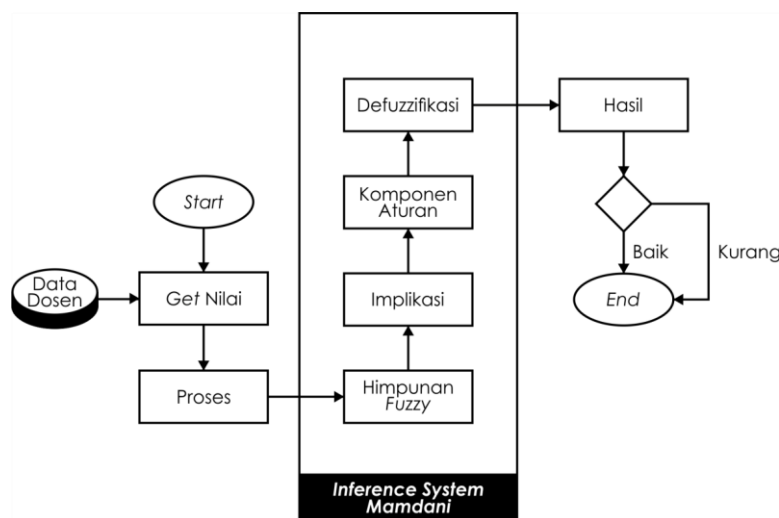 Start
Data
Dosen
Get Nilai
Proses
Himpunan
Fuzzy
Implikasi
Komponen
Aturan
Defuzzifikasi
Inference System
Mamdani
Hasil
Baik
Kurang
End